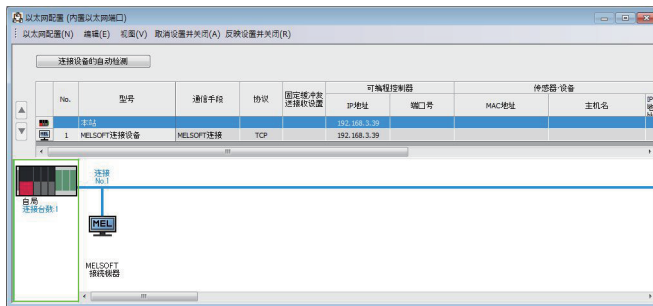 以太网配置 (内置以太网端口)
以太网配置(N) 编辑(E) 视图(V) 取消设置并关闭(A) 反映设置并关闭(R)
连接设备的自动检测
可编程控制器 传感器·设备
No. 型号 通信手段 协议 固定缓冲发送接收设置 IP地址 端口号 MAC地址 主机名
本站 192.168.3.39
1 MELSOFT连接设备 MELSOFT连接 TCP 192.168.3.39
连接
No.1
自局
连接台数:1
MEL
MELSOFT
接続機器